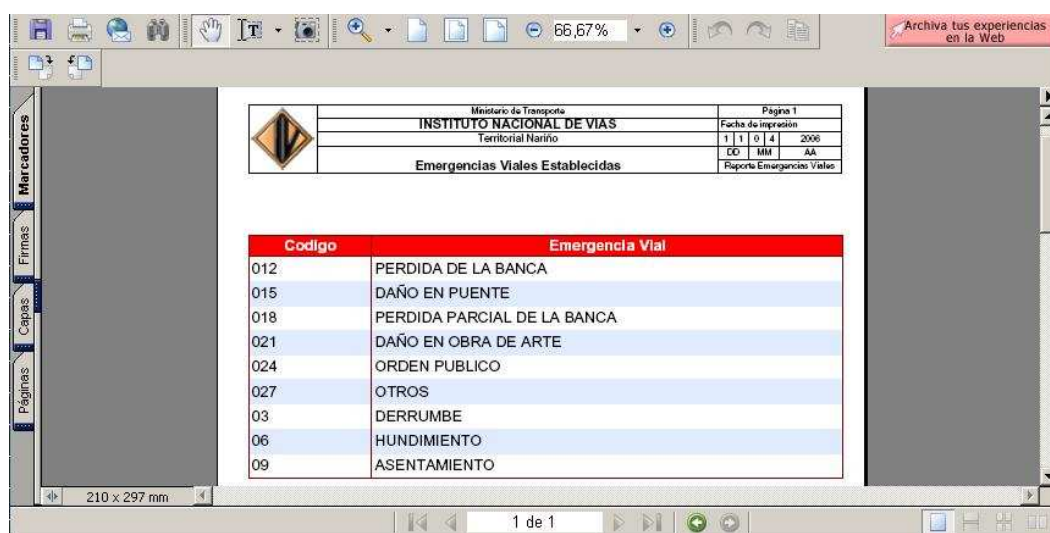 66,67%
Archiva tus experiencias
en la Web
Marcadores
Firmas
Capas
Páginas
Ministerio de Transporte
INSTITUTO NACIONAL DE VIAS
Territorial Nariño
Emergencias Viales Establecidas
Página 1
Fecha de impresión
1 1 0 4 2006
DD MM AA
Reporte Emergencias Viales
Codigo Emergencia Vial
012 PERDIDA DE LA BANCA
015 DAÑO EN PUENTE
018 PERDIDA PARCIAL DE LA BANCA
021 DAÑO EN OBRA DE ARTE
024 ORDEN PUBLICO
027 OTROS
03 DERRUMBE
06 HUNDIMIENTO
09 ASENTAMIENTO
210 x 297 mm
1 de 1